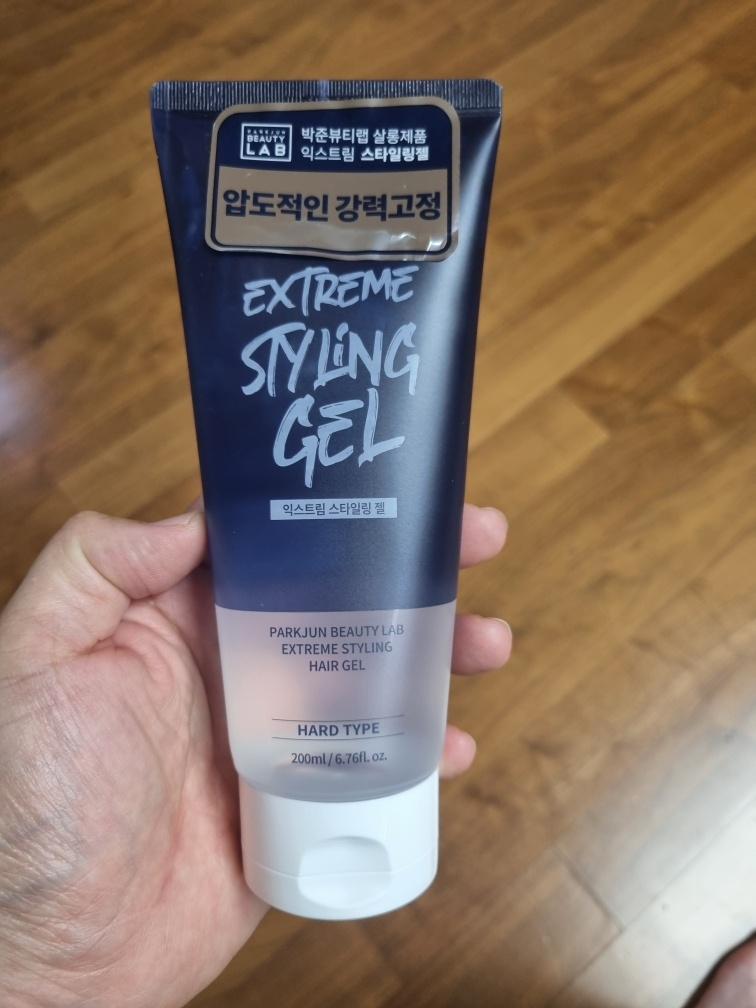 PARKJUN
BEAUTY
LAB
박준뷰티랩 살롱제품
익스트림 스타일링젤
압도적인 강력고정
EXTREME
STYLiNG
GEL
익스트림 스타일링 젤
PARKJUN BEAUTY LAB
EXTREME STYLING
HAIR GEL
HARD TYPE
200ml / 6.76fl. oz.